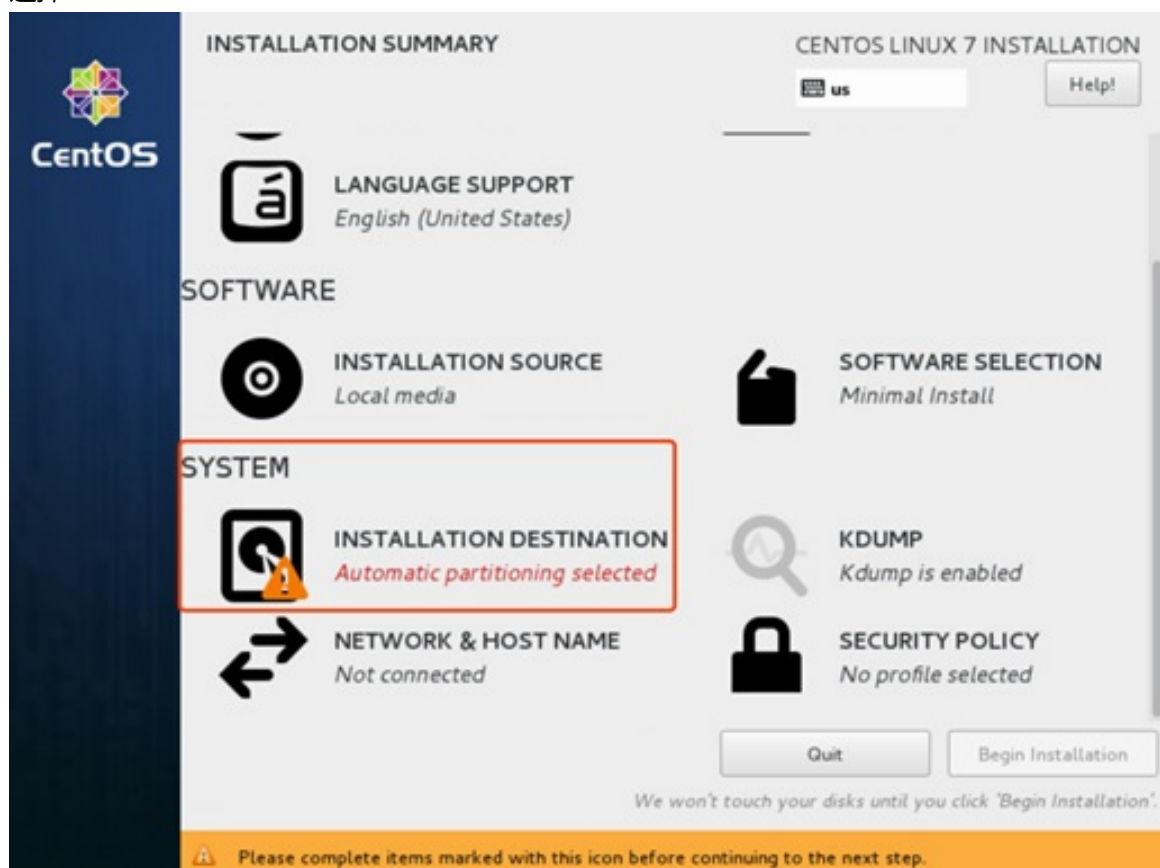 INSTALLATION SUMMARY
CENTOS LINUX 7 INSTALLATION
us
Help!
CentOS
á
LANGUAGE SUPPORT
English (United States)
SOFTWARE
INSTALLATION SOURCE
Local media
SOFTWARE SELECTION
Minimal Install
SYSTEM
INSTALLATION DESTINATION
Automatic partitioning selected
KDUMP
Kdump is enabled
NETWORK & HOST NAME
Not connected
SECURITY POLICY
No profile selected
Quit
Begin Installation
We won't touch your disks until you click 'Begin Installation'.
Please complete items marked with this icon before continuing to the next step.